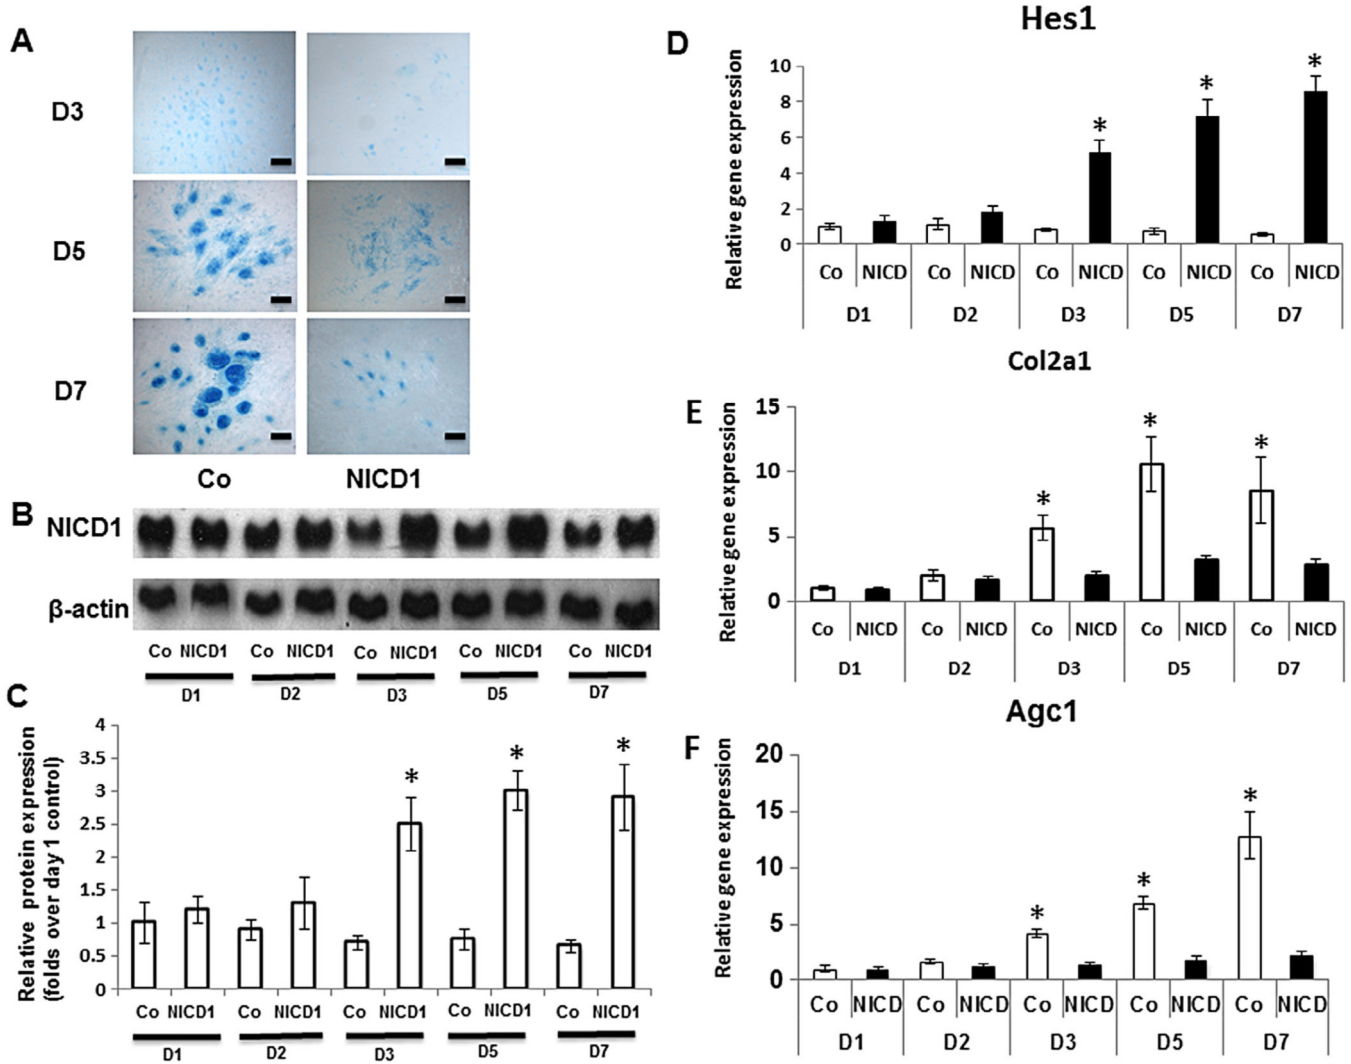 A
D3
D5
D7
Co NICD1
B
NICD1
β-actin
Co NICD1 Co NICD1 Co NICD1 Co NICD1 Co NICD1
D1 D2 D3 D5 D7
C
Relative protein expression
(folds over day 1 control)
4
3.5
3
2.5
2
1.5
1
0.5
0
* * *
Co NICD1 Co NICD1 Co NICD1 Co NICD1 Co NICD1
D1 D2 D3 D5 D7
Hes1
D
Relative gene expression
10
8
6
4
2
0
* * *
Co NICD Co NICD Co NICD Co NICD Co NICD
D1 D2 D3 D5 D7
Col2a1
E
Relative gene expression
15
10
5
0
* * *
Co NICD Co NICD Co NICD Co NICD Co NICD
D1 D2 D3 D5 D7
Agc1
F
Relative gene expression
20
15
10
5
0
* * *
Co NICD Co NICD Co NICD Co NICD Co NICD
D1 D2 D3 D5 D7